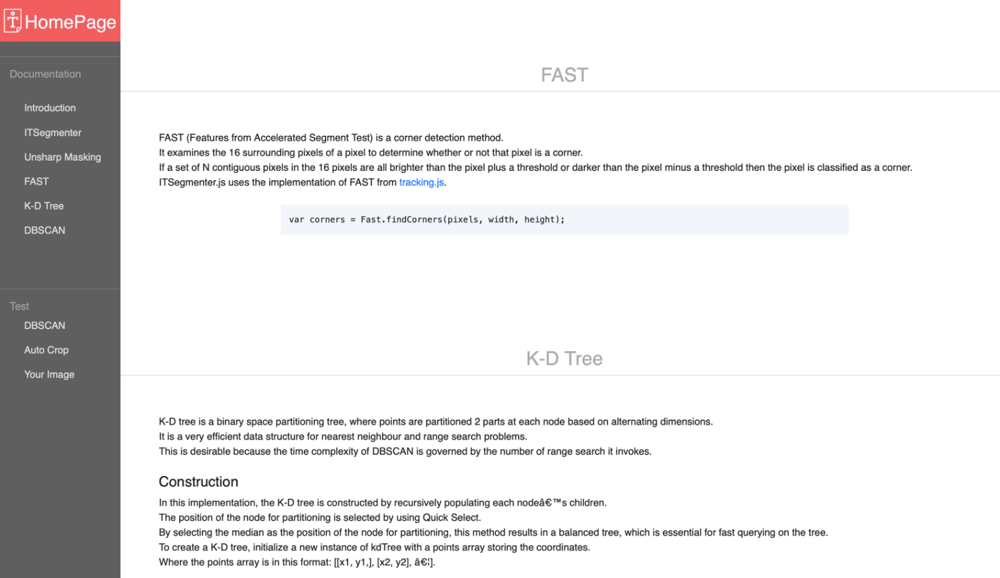 HomePage
Documentation
Introduction
ITSegmenter
Unsharp Masking
FAST
K-D Tree
DBSCAN
Test
DBSCAN
Auto Crop
Your Image
FAST
FAST (Features from Accelerated Segment Test) is a corner detection method.
It examines the 16 surrounding pixels of a pixel to determine whether or not that pixel is a corner.
If a set of N contiguous pixels in the 16 pixels are all brighter than the pixel plus a threshold or darker than the pixel minus a threshold then the pixel is classified as a corner.
ITSegmenter.js uses the implementation of FAST from tracking.js.
var corners = Fast.findCorners(pixels, width, height);
K-D Tree
K-D tree is a binary space partitioning tree, where points are partitioned 2 parts at each node based on alternating dimensions.
It is a very efficient data structure for nearest neighbour and range search problems.
This is desirable because the time complexity of DBSCAN is governed by the number of range search it invokes.
Construction
In this implementation, the K-D tree is constructed by recursively populating each nodeâ€™s children.
The position of the node for partitioning is selected by using Quick Select.
By selecting the median as the position of the node for partitioning, this method results in a balanced tree, which is essential for fast querying on the tree.
To create a K-D tree, initialize a new instance of kdTree with a points array storing the coordinates.
Where the points array is in this format: [[x1, y1,], [x2, y2], â€¦].